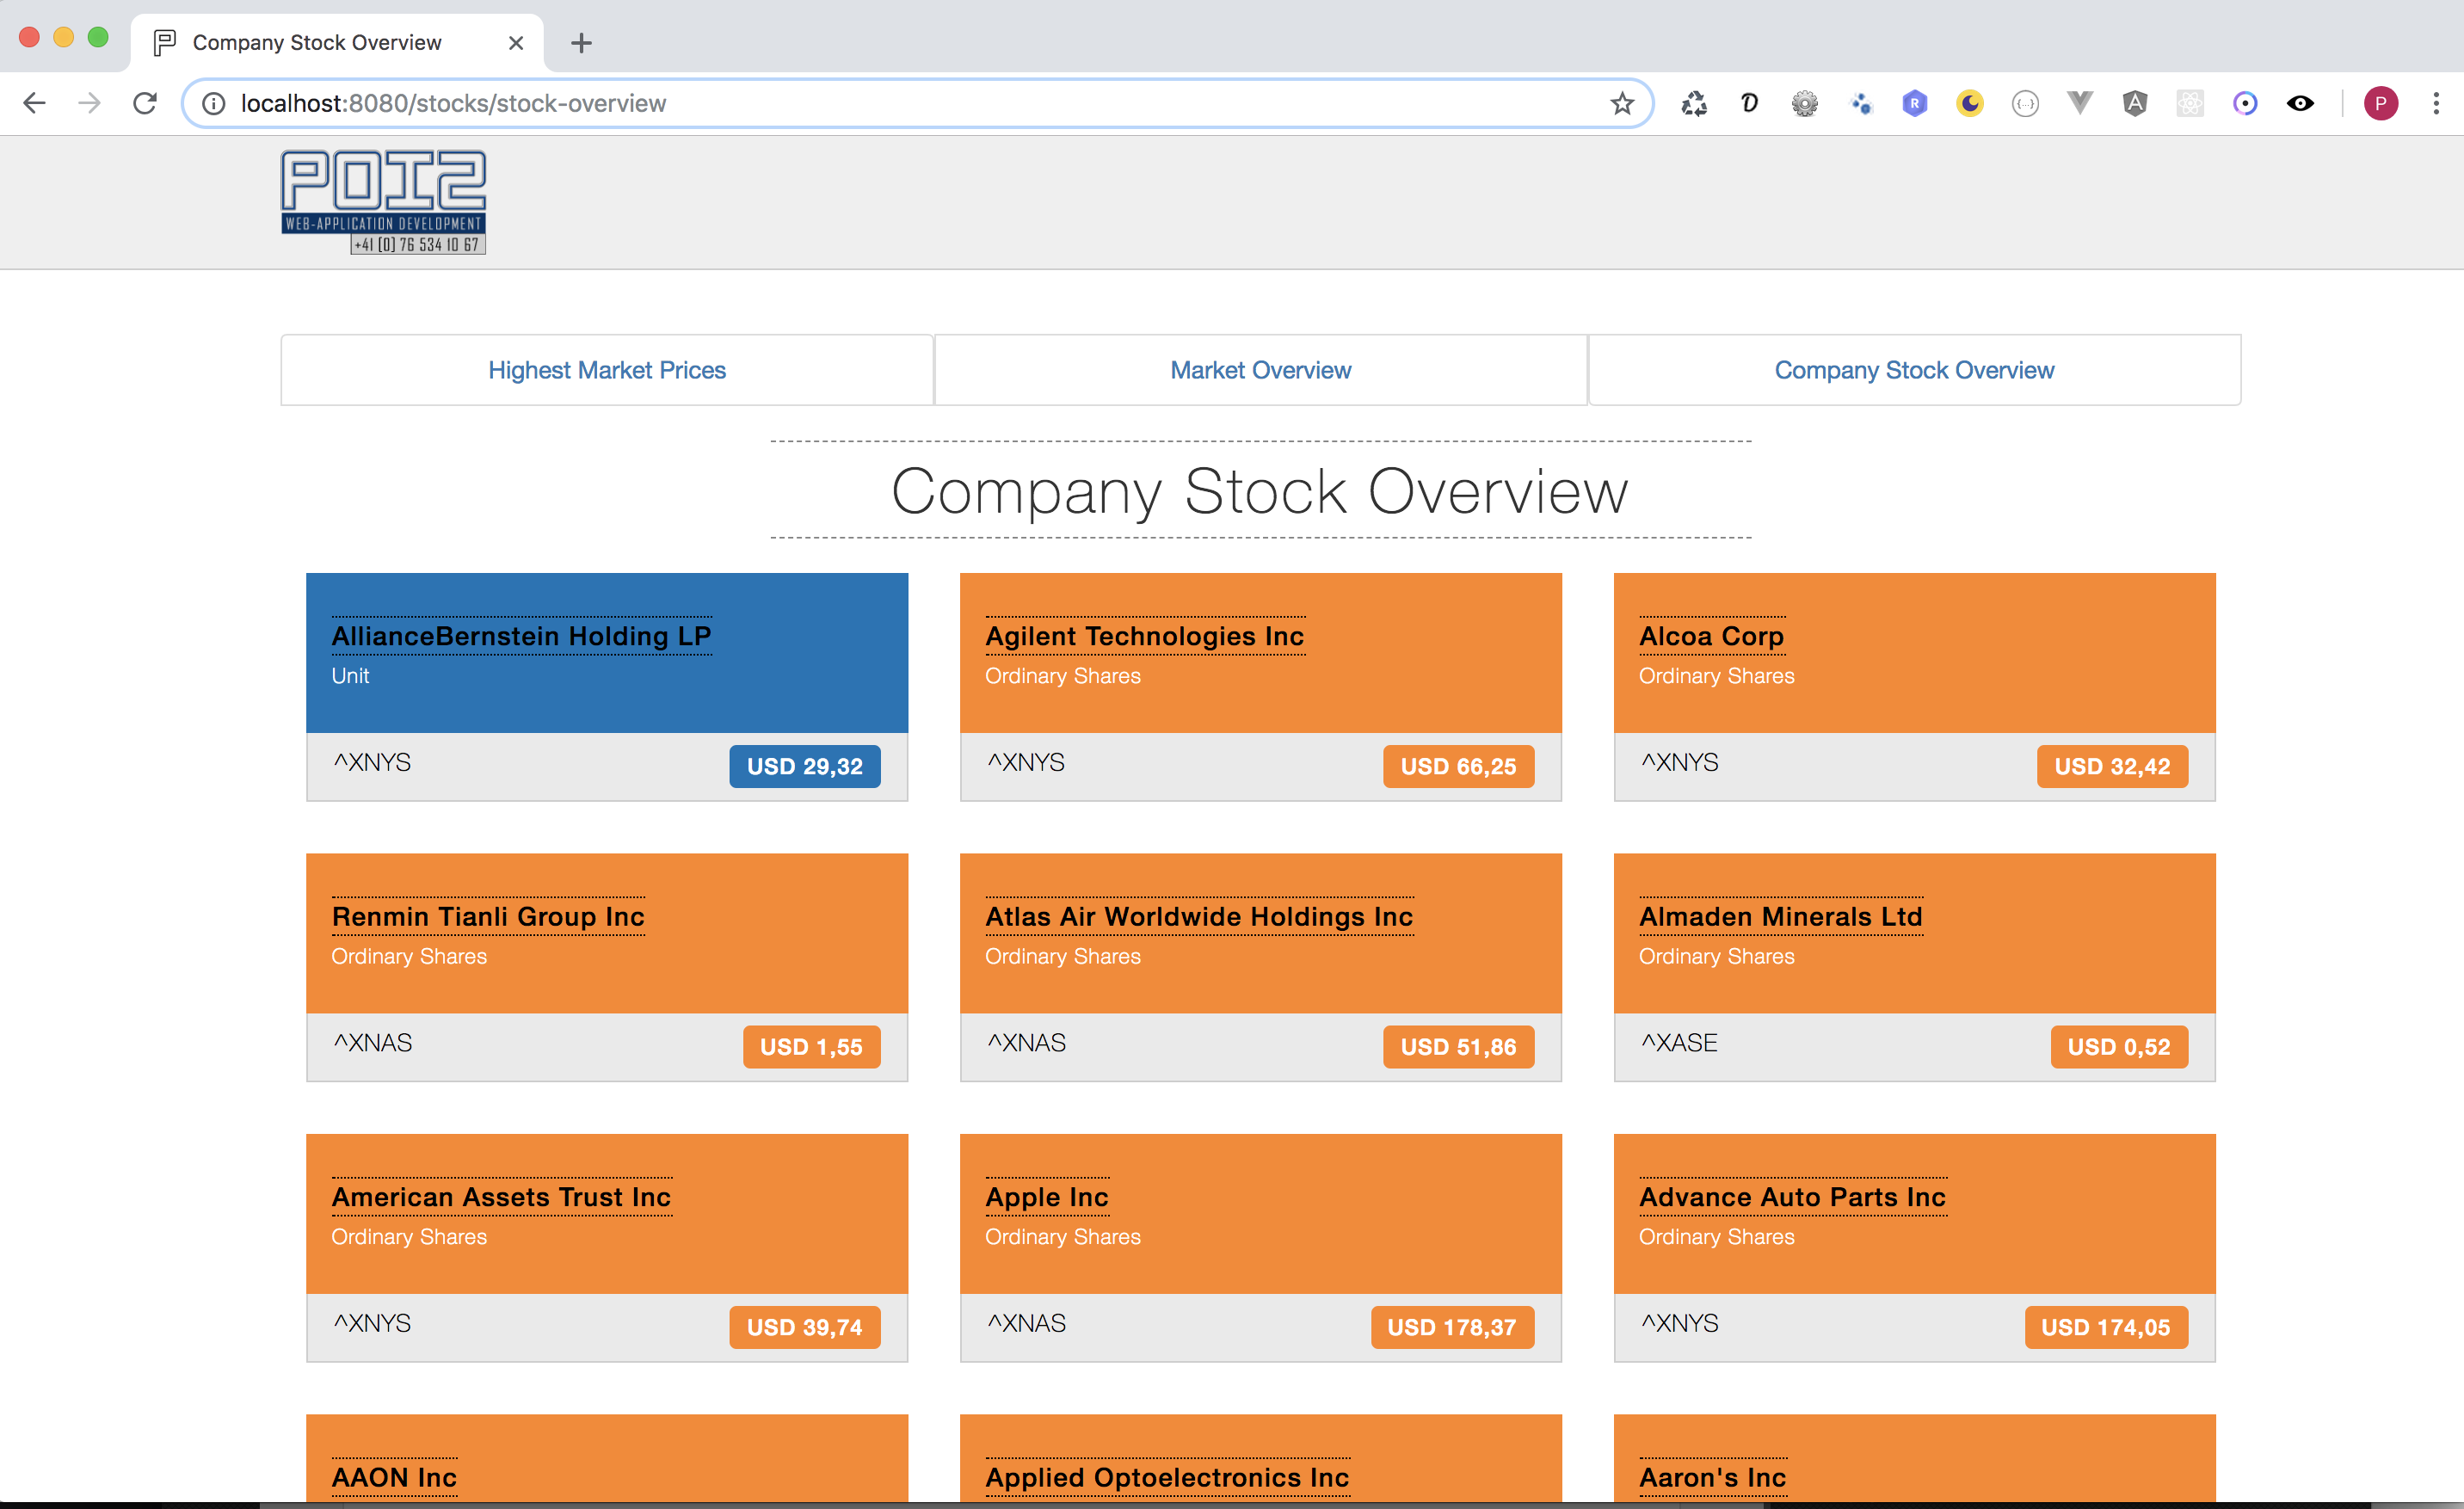 Company Stock Overview
localhost:8080/stocks/stock-overview
P
POI2
WEB-APPLICATION DEVELOPMENT
+41 (0) 76 534 10 67
Highest Market Prices
Market Overview
Company Stock Overview
Company Stock Overview
AllianceBernstein Holding LP
Unit
^XNYS
USD 29,32
Agilent Technologies Inc
Ordinary Shares
^XNYS
USD 66,25
Alcoa Corp
Ordinary Shares
^XNYS
USD 32,42
Renmin Tianli Group Inc
Ordinary Shares
^XNAS
USD 1,55
Atlas Air Worldwide Holdings Inc
Ordinary Shares
^XNAS
USD 51,86
Almaden Minerals Ltd
Ordinary Shares
^XASE
USD 0,52
American Assets Trust Inc
Ordinary Shares
^XNYS
USD 39,74
Apple Inc
Ordinary Shares
^XNAS
USD 178,37
Advance Auto Parts Inc
Ordinary Shares
^XNYS
USD 174,05
AAON Inc
Applied Optoelectronics Inc
Aaron's Inc